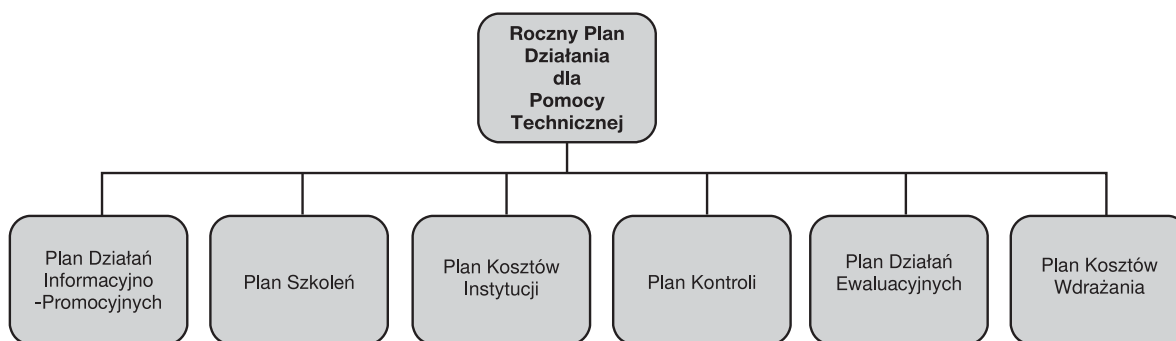 Roczny Plan
Działania
dla
Pomocy
Technicznej
Plan Działań
Informacyjno
-Promocyjnych
Plan Szkoleń
Plan Kosztów
Instytucji
Plan Kontroli
Plan Działań
Ewaluacyjnych
Plan Kosztów
Wdrażania